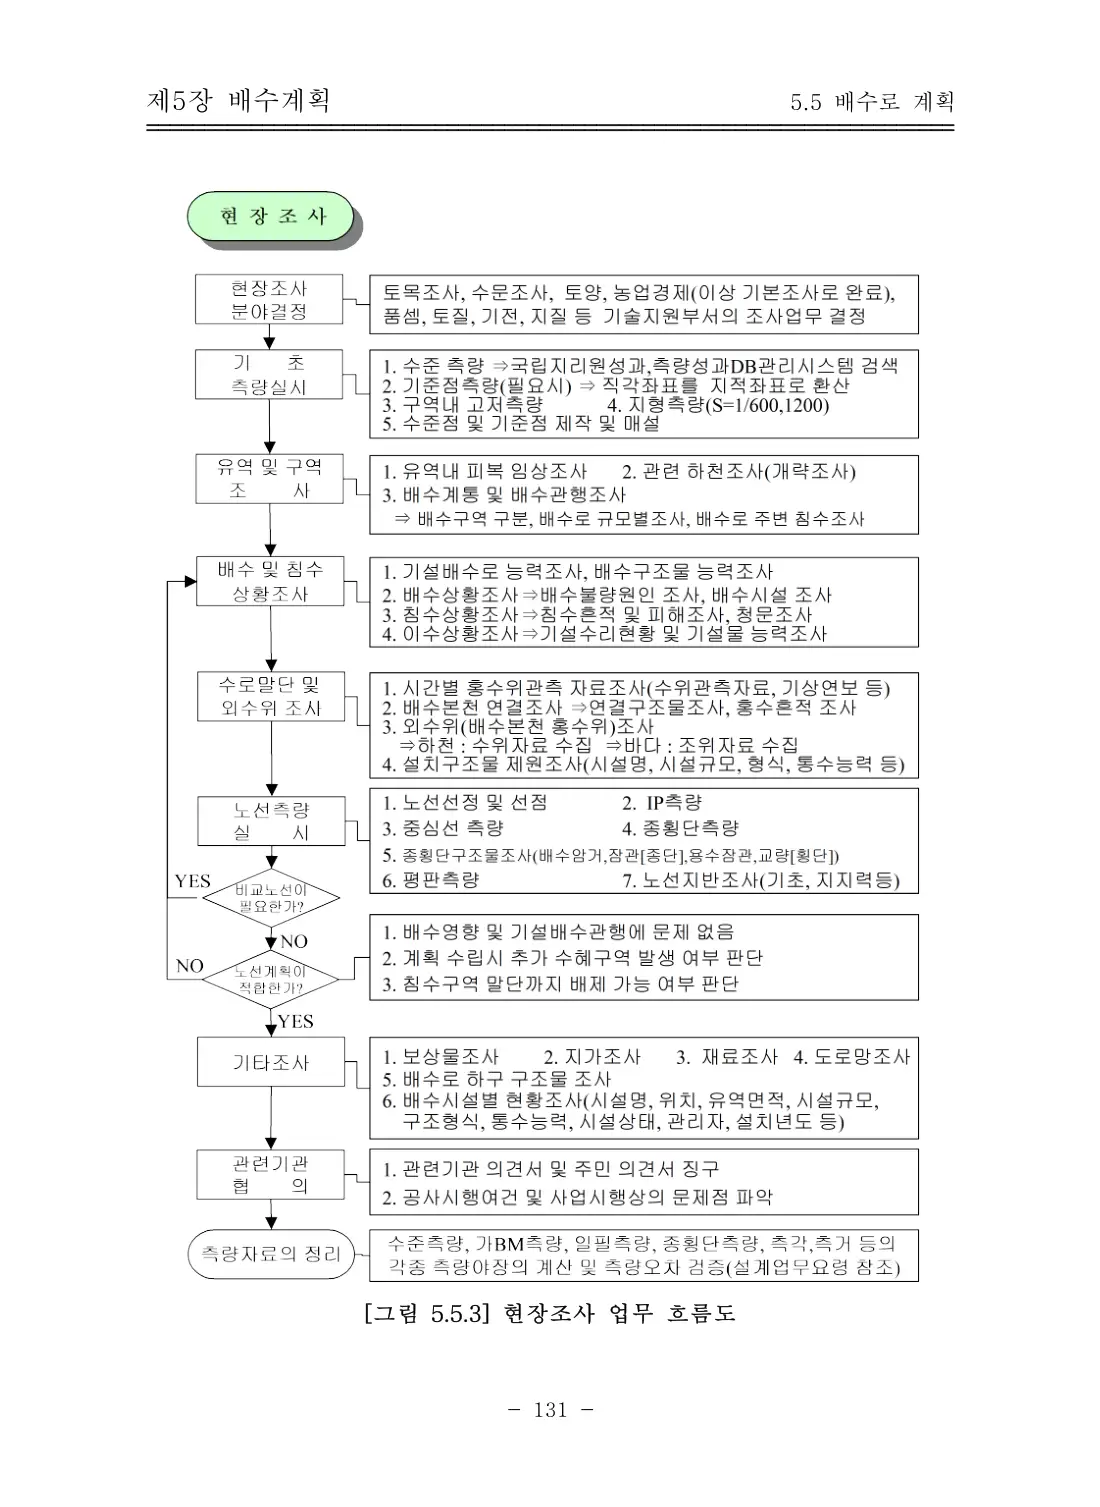 제5장 배수계획
5.5 배수로 계획
현 장 조 사
현장조사
분야결정
토목조사, 수문조사, 토양, 농업경제(이상 기본조사로 완료),
품셈, 토질, 기전, 지질 등 기술지원부서의 조사업무 결정
기 초
측량실시
1. 수준 측량 ⇒국립지리원성과,측량성과DB관리시스템 검색
2. 기준점측량(필요시) ⇒ 직각좌표를 지적좌표로 환산
3. 구역내 고저측량 4. 지형측량(S=1/600,1200)
5. 수준점 및 기준점 제작 및 매설
유역 및 구역
조 사
1. 유역내 피복 임상조사 2. 관련 하천조사(개략조사)
3. 배수계통 및 배수관행조사
⇒ 배수구역 구분, 배수로 규모별조사, 배수로 주변 침수조사
배수 및 침수
상황조사
1. 기설배수로 능력조사, 배수구조물 능력조사
2. 배수상황조사⇒배수불량원인 조사, 배수시설 조사
3. 침수상황조사⇒침수흔적 및 피해조사, 청문조사
4. 이수상황조사⇒기설수리현황 및 기설물 능력조사
수로말단 및
외수위 조사
1. 시간별 홍수위관측 자료조사(수위관측자료, 기상연보 등)
2. 배수본천 연결조사 ⇒연결구조물조사, 홍수흔적 조사
3. 외수위(배수본천 홍수위)조사
⇒하천 : 수위자료 수집 ⇒바다 : 조위자료 수집
4. 설치구조물 제원조사(시설명, 시설규모, 형식, 통수능력 등)
노선측량
실 시
1. 노선선정 및 선점 2. IP측량
3. 중심선 측량 4. 종횡단측량
5. 종횡단구조물조사(배수암거,잠관[종단],용수잠관,교량[횡단])
6. 평판측량 7. 노선지반조사(기초, 지지력등)
YES
비교노선이
필요한가?
NO
NO
노선계획이
적합한가?
1. 배수영향 및 기설배수관행에 문제 없음
2. 계획 수립시 추가 수혜구역 발생 여부 판단
3. 침수구역 말단까지 배제 가능 여부 판단
YES
기타조사
1. 보상물조사 2. 지가조사 3. 재료조사 4. 도로망조사
5. 배수로 하구 구조물 조사
6. 배수시설별 현황조사(시설명, 위치, 유역면적, 시설규모,
구조형식, 통수능력, 시설상태, 관리자, 설치년도 등)
관련기관
협 의
1. 관련기관 의견서 및 주민 의견서 징구
2. 공사시행여건 및 사업시행상의 문제점 파악
측량자료의 정리
수준측량, 가BM측량, 일필측량, 종횡단측량, 측각,측거 등의
각종 측량야장의 계산 및 측량오차 검증(설계업무요령 참조)
[그림 5.5.3] 현장조사 업무 흐름도
- 131 -